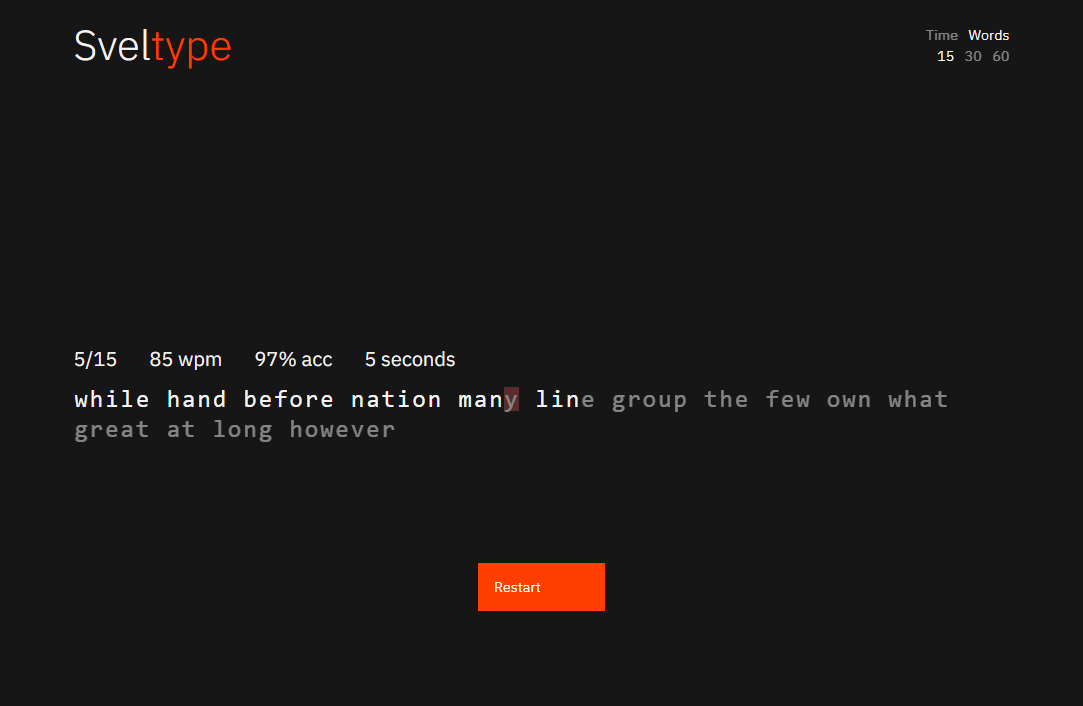 Sveltype
Time Words
15 30 60
5/15 85 wpm 97% acc 5 seconds
while hand before nation many line group the few own what
great at long however
Restart